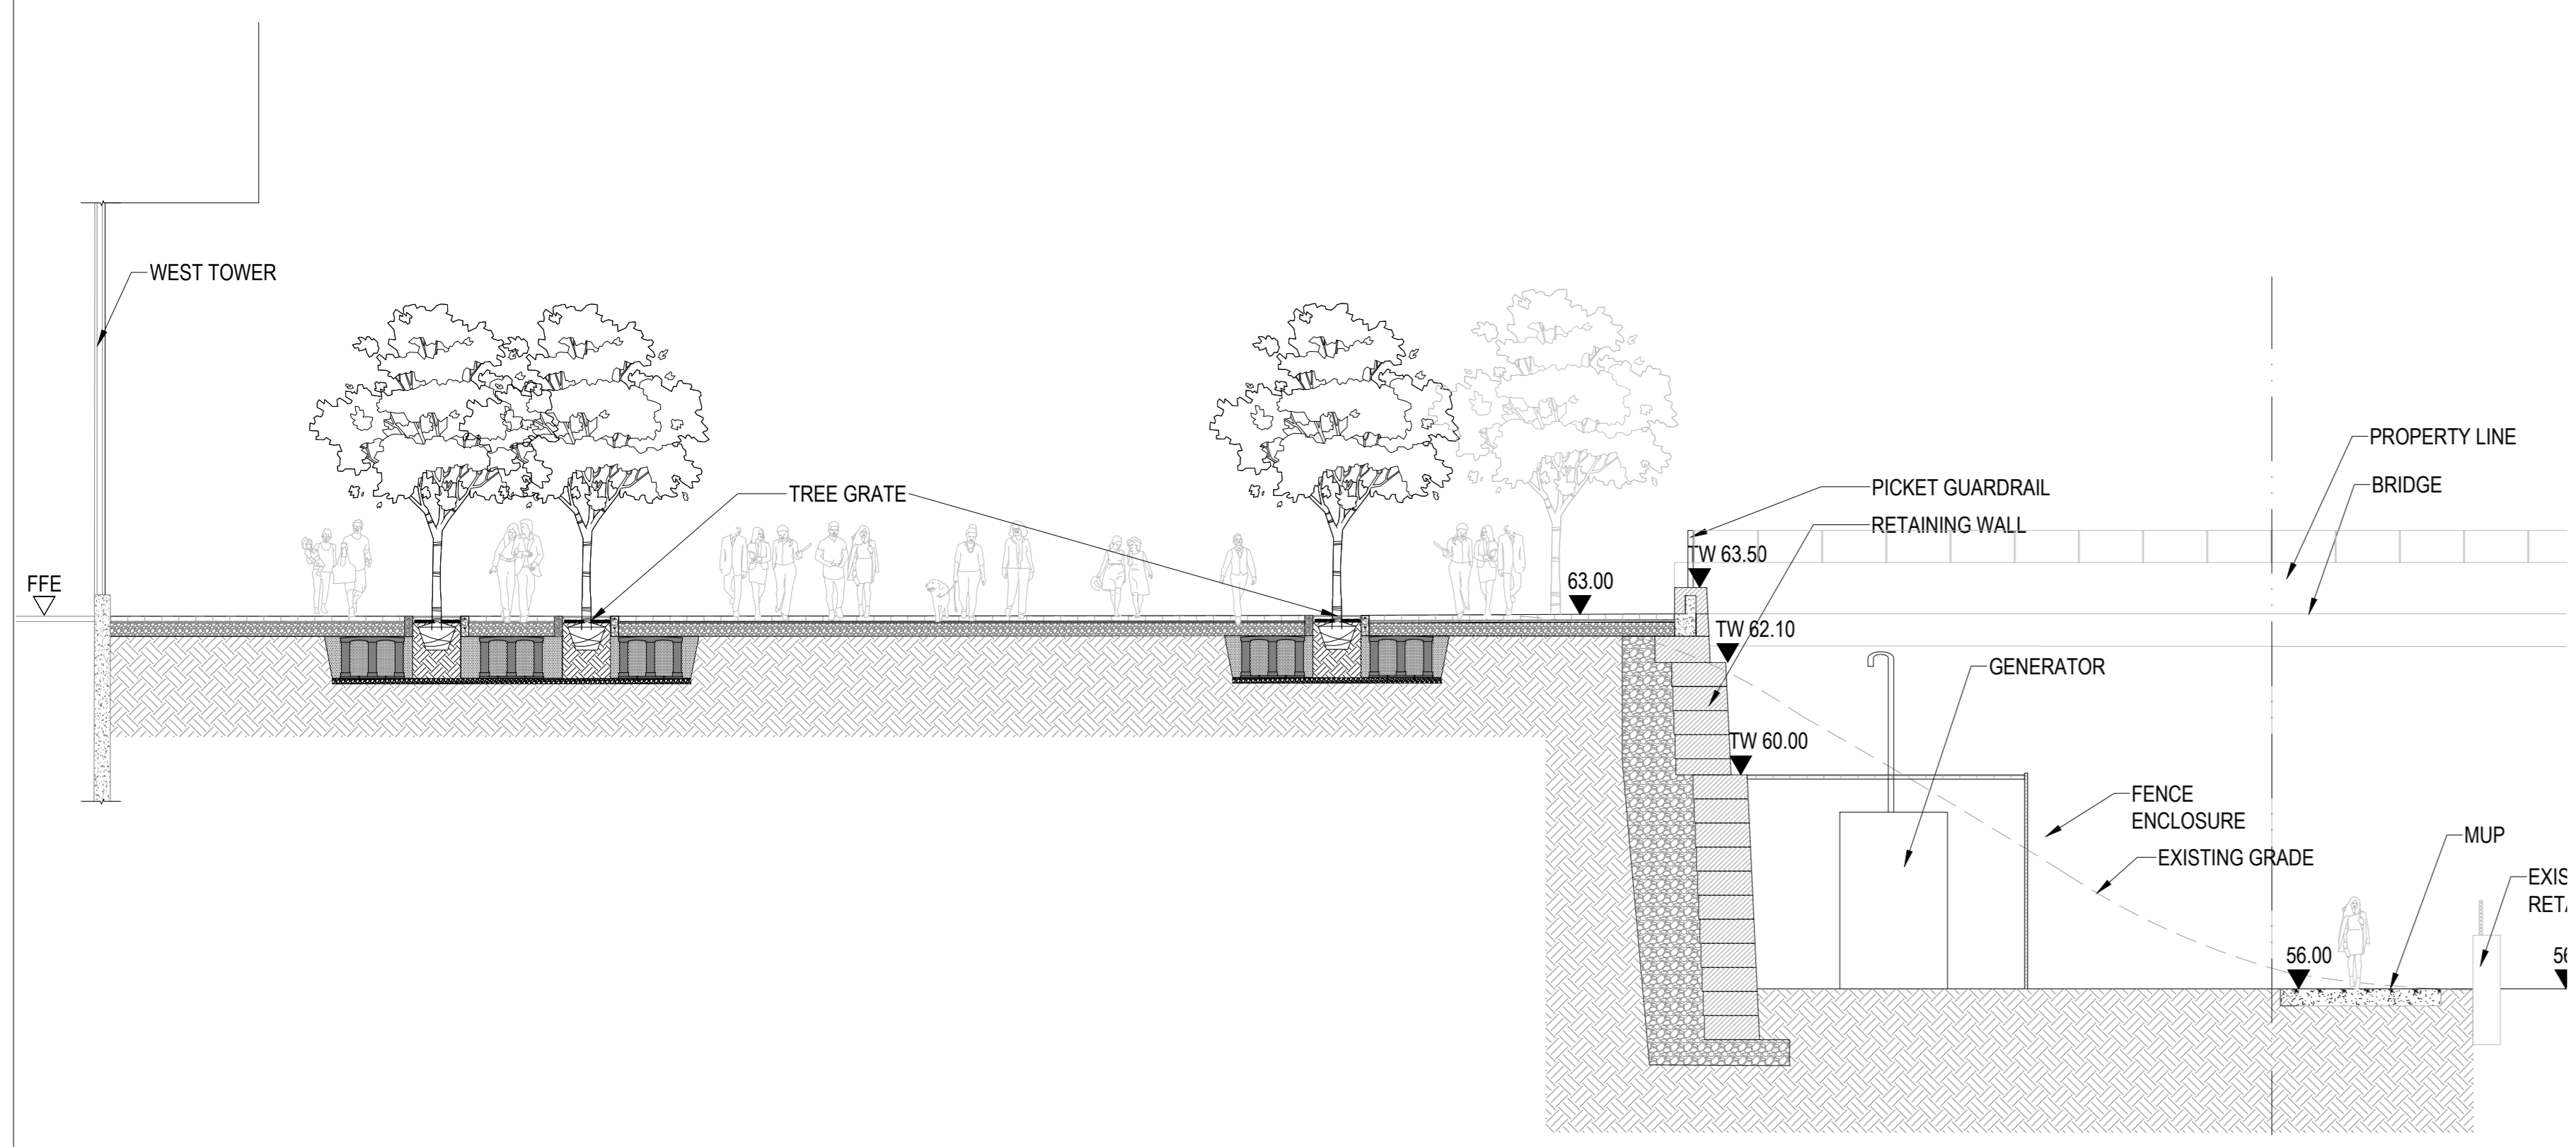 WEST TOWER
PROPERTY LINE
BRIDGE
PICKET GUARDRAIL
TREE GRATE
RETAINING WALL
TW 63.50
FFE
63.00
TW 62.10
GENERATOR
TW 60.00
FENCE
ENCLOSURE
MUP
EXISTING GRADE
56.00